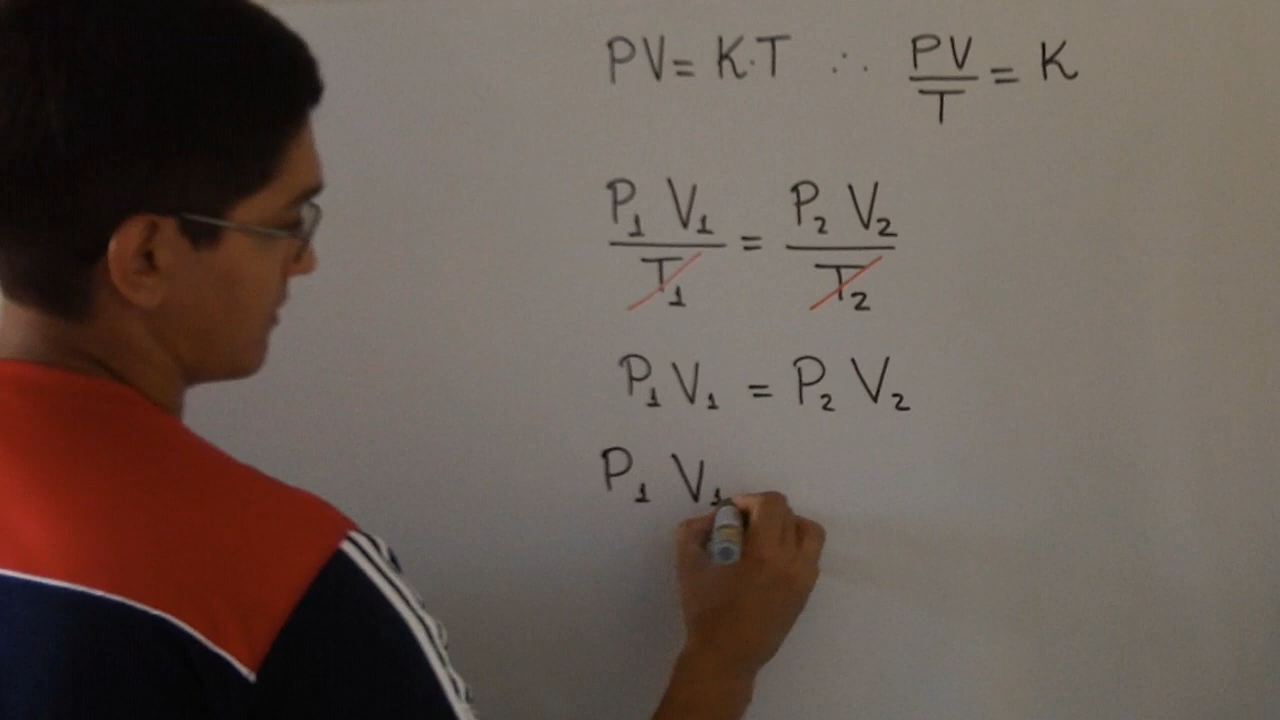 PV = K·T ∴ PV/T = K
P₁ V₁/T₁ = P₂ V₂/T₂
P₁ V₁ = P₂ V₂
P₁ V₁